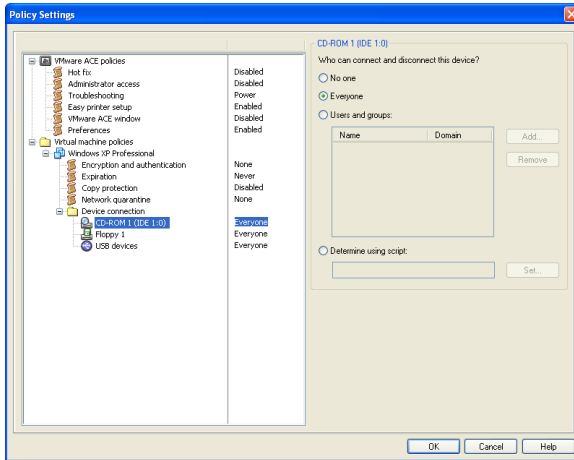 Policy Settings
VMware ACE policies
Hot fix Disabled
Administrator access Disabled
Troubleshooting Power
Easy printer setup Enabled
VMware ACE window Disabled
Preferences Enabled
Virtual machine policies
Windows XP Professional
Encryption and authentication None
Expiration Never
Copy protection Disabled
Network quarantine None
Device connection
CD-ROM 1 (IDE 1:0) Everyone
Floppy 1 Everyone
USB devices Everyone
CD-ROM 1 (IDE 1:0)
Who can connect and disconnect this device?
No one
Everyone
Users and groups:
Name Domain
Add...
Remove
Determine using script:
Set...
OK Cancel Help